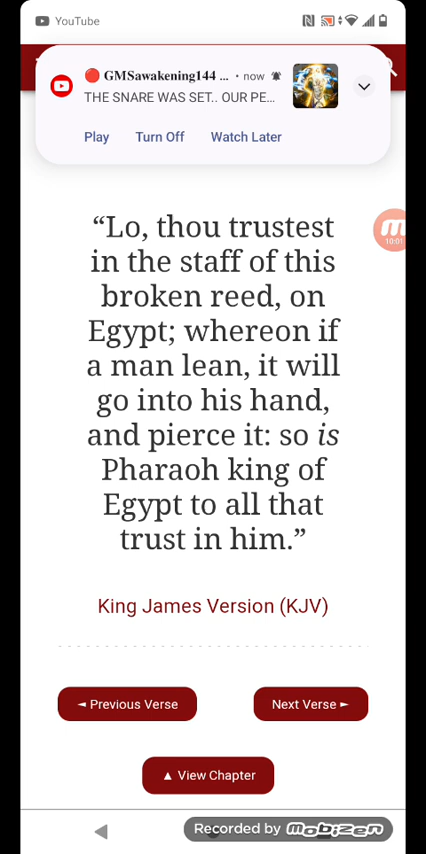 YouTube
🔴 GMSawakening144 ... • now
THE SNARE WAS SET.. OUR PE...
Play Turn Off Watch Later
“Lo, thou trustest
in the staff of this
broken reed, on
Egypt; whereon if
a man lean, it will
go into his hand,
and pierce it: so is
Pharaoh king of
Egypt to all that
trust in him.”
10:01
King James Version (KJV)
◄ Previous Verse Next Verse ►
▲ View Chapter
Recorded by mobizen